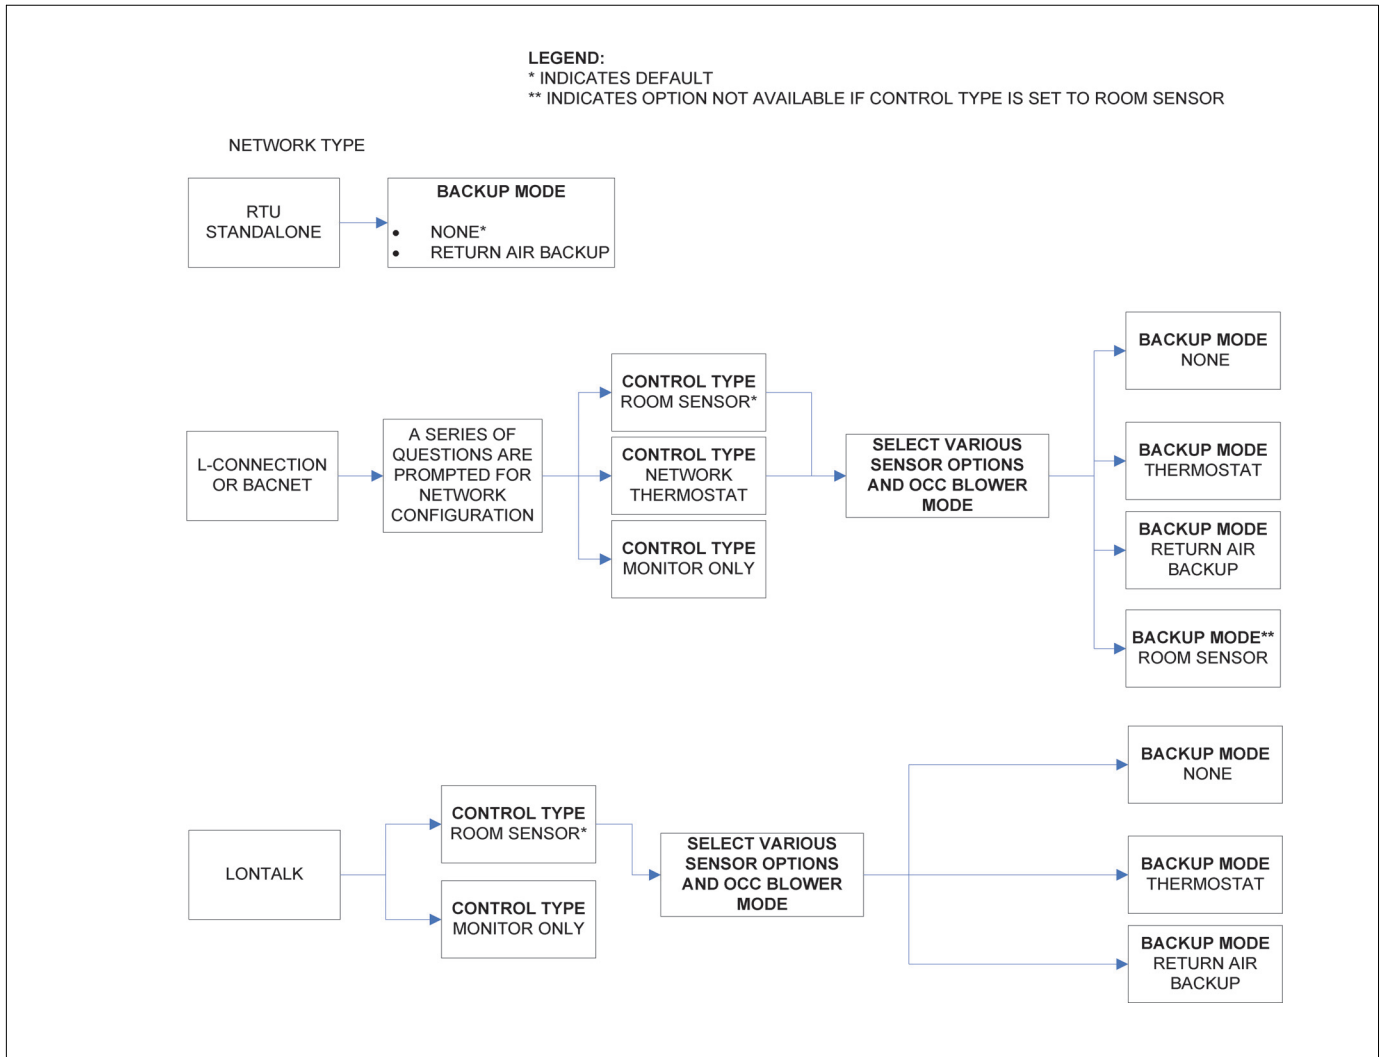 LEGEND:
* INDICATES DEFAULT
** INDICATES OPTION NOT AVAILABLE IF CONTROL TYPE IS SET TO ROOM SENSOR
NETWORK TYPE
RTU
STANDALONE
BACKUP MODE
• NONE*
• RETURN AIR BACKUP
L-CONNECTION
OR BACNET
A SERIES OF
QUESTIONS ARE
PROMPTED FOR
NETWORK
CONFIGURATION
CONTROL TYPE
ROOM SENSOR*
CONTROL TYPE
NETWORK
THERMOSTAT
CONTROL TYPE
MONITOR ONLY
SELECT VARIOUS
SENSOR OPTIONS
AND OCC BLOWER
MODE
BACKUP MODE
NONE
BACKUP MODE
THERMOSTAT
BACKUP MODE
RETURN AIR
BACKUP
BACKUP MODE**
ROOM SENSOR
LONTALK
CONTROL TYPE
ROOM SENSOR*
CONTROL TYPE
MONITOR ONLY
SELECT VARIOUS
SENSOR OPTIONS
AND OCC BLOWER
MODE
BACKUP MODE
NONE
BACKUP MODE
THERMOSTAT
BACKUP MODE
RETURN AIR
BACKUP